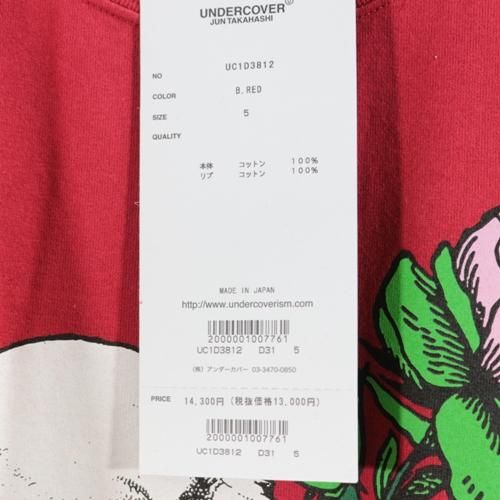 UNDERCOVER
JUN TAKAHASHI
NO UC1D3812
COLOR B.RED
SIZE 5
QUALITY
本体 コットン 100%
リブ コットン 100%
MADE IN JAPAN
http://www.undercoverism.com
2000001007761
UC1D3812 D31 5
(株) アンダーカバー 03-3470-0850
PRICE 14,300円 (税抜価格13,000円)
2000001007761
UC1D3812 D31 5